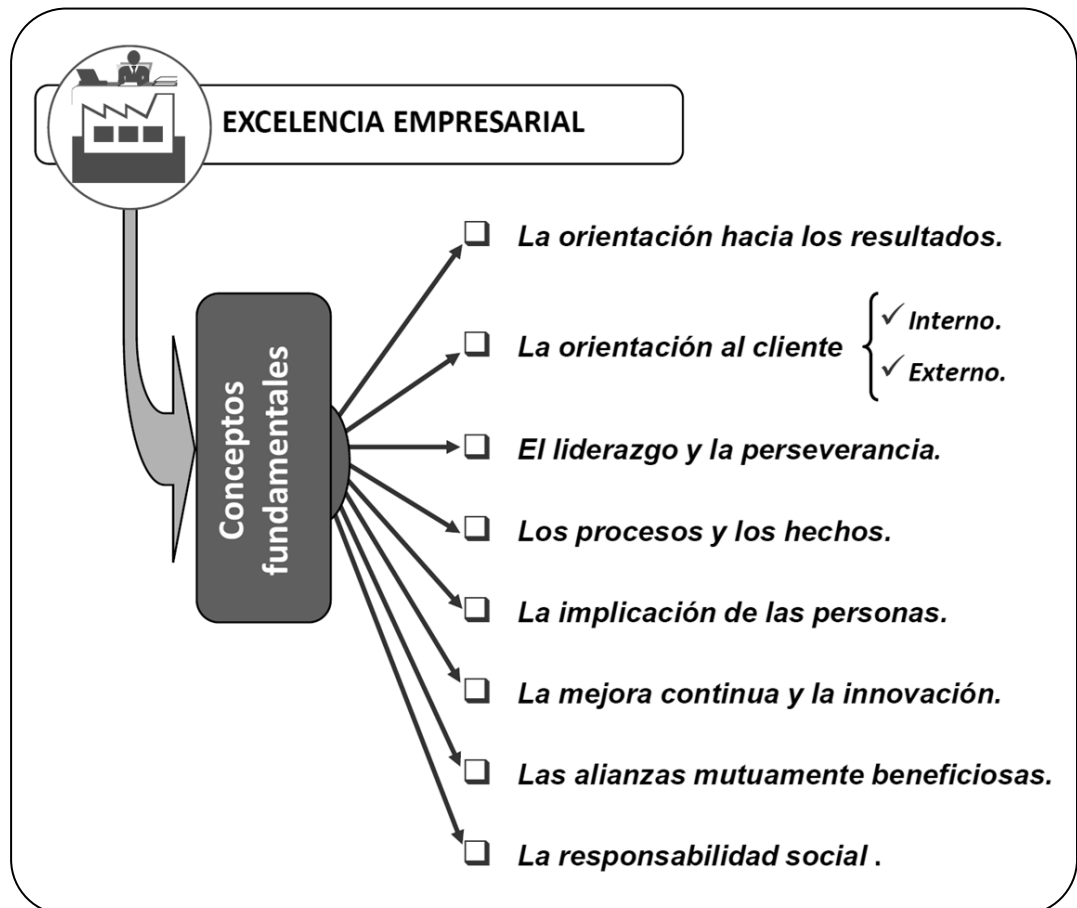 EXCELENCIA EMPRESARIAL
Conceptos
fundamentales
La orientación hacia los resultados.
La orientación al cliente
✓ Interno.
✓ Externo.
El liderazgo y la perseverancia.
Los procesos y los hechos.
La implicación de las personas.
La mejora continua y la innovación.
Las alianzas mutuamente beneficiosas.
La responsabilidad social .